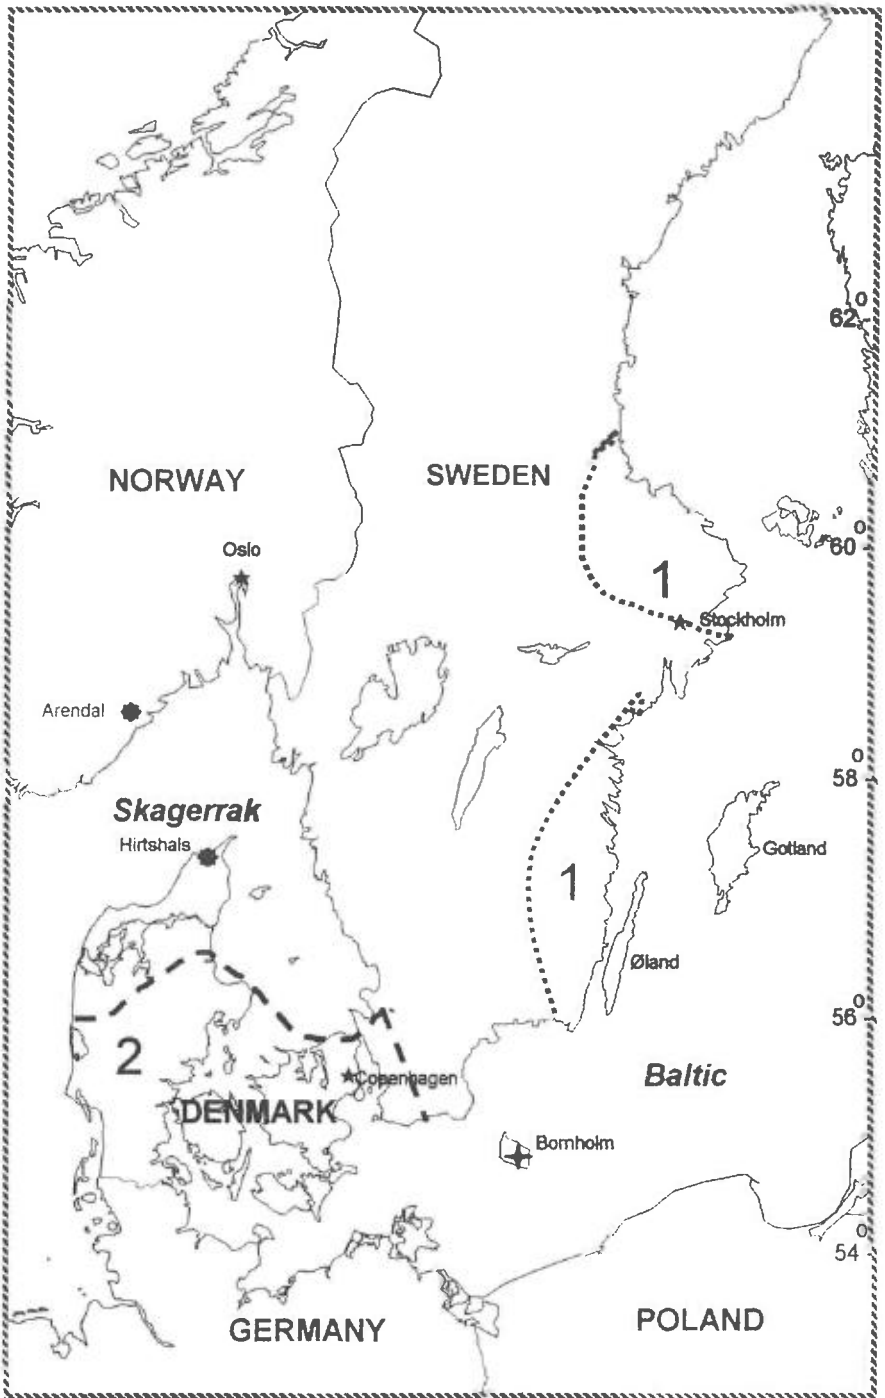 62°
NORWAY
SWEDEN
60°
Oslo
1
Stockholm
Arendal
58°
Skagerrak
Hirtshals
Gotland
1
Øland
56°
2
Copenhagen
Baltic
DENMARK
Bornholm
54°
GERMANY
POLAND